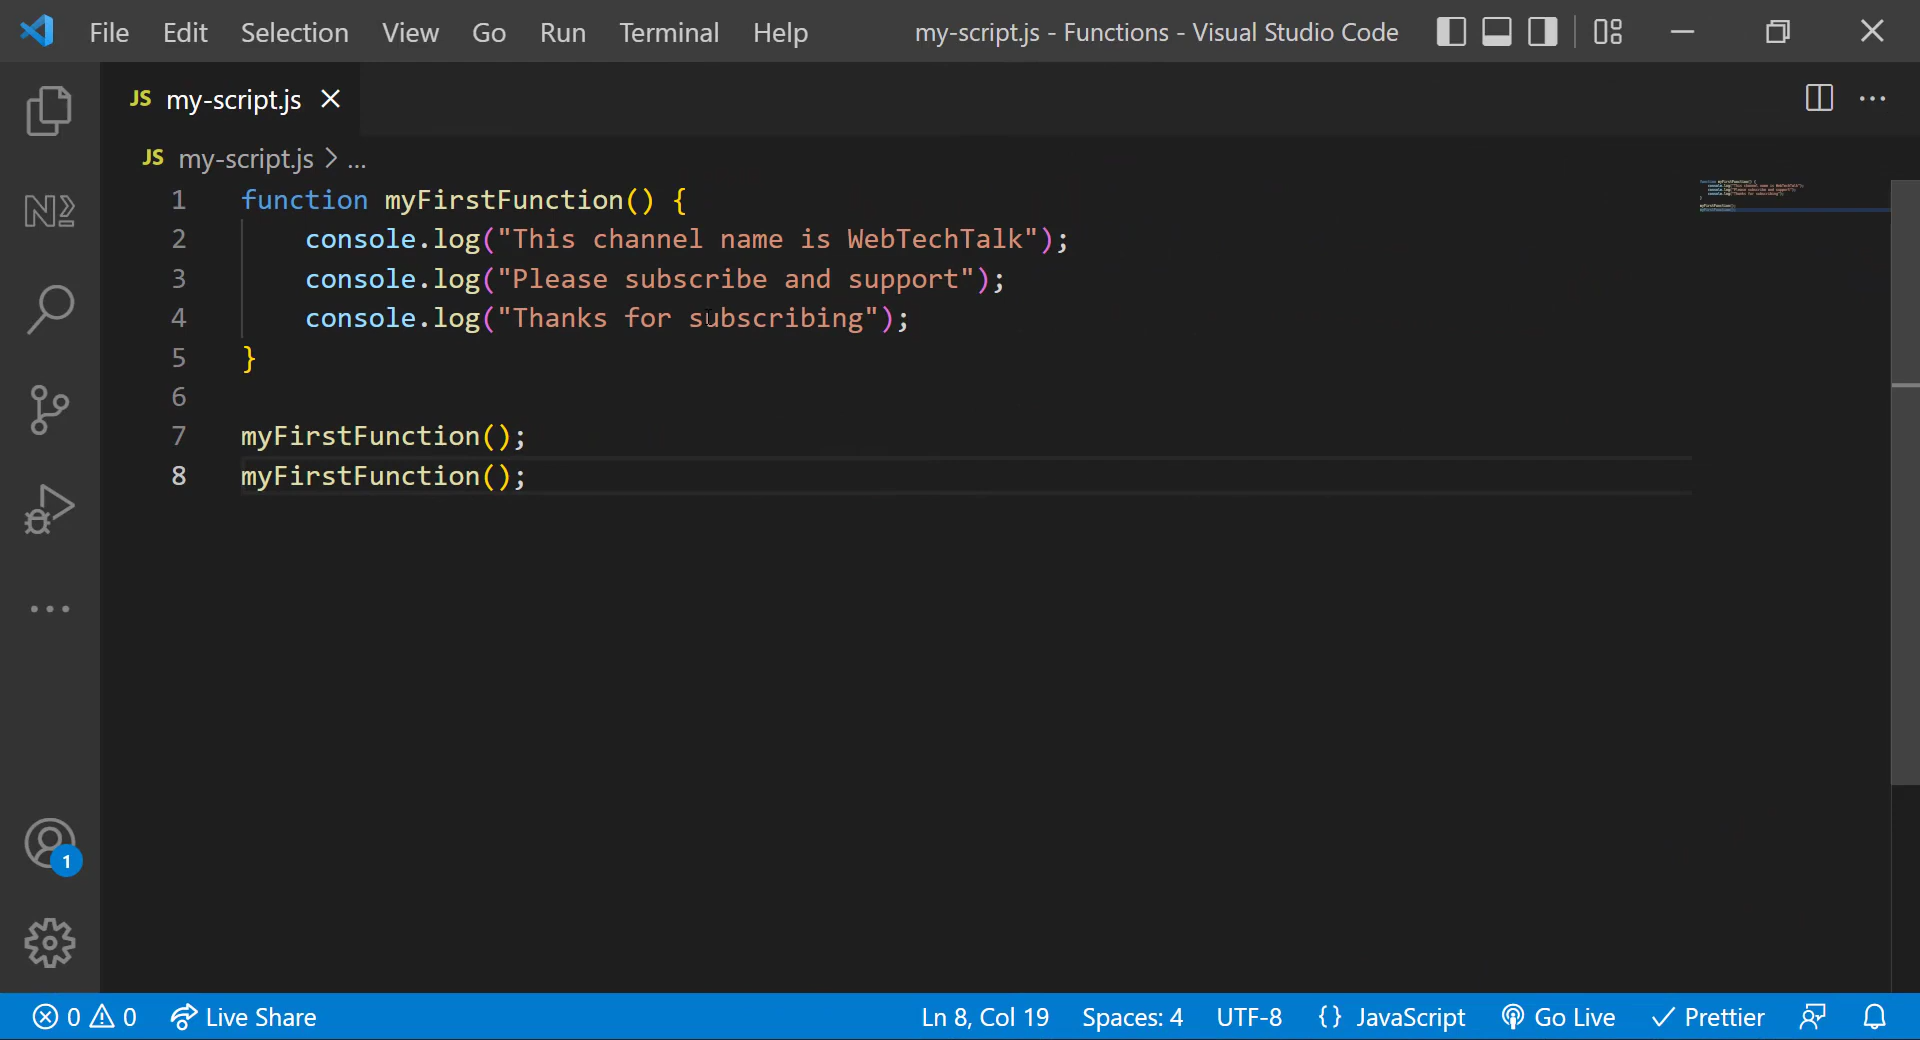 File Edit Selection View Go Run Terminal Help my-script.js - Functions - Visual Studio Code
JS my-script.js
JS my-script.js > ...
1 function myFirstFunction() {
2     console.log("This channel name is WebTechTalk");
3     console.log("Please subscribe and support");
4     console.log("Thanks for subscribing");
5 }
6
7 myFirstFunction();
8 myFirstFunction();
1
0 0 Live Share Ln 8, Col 19 Spaces: 4 UTF-8 {} JavaScript Go Live Prettier